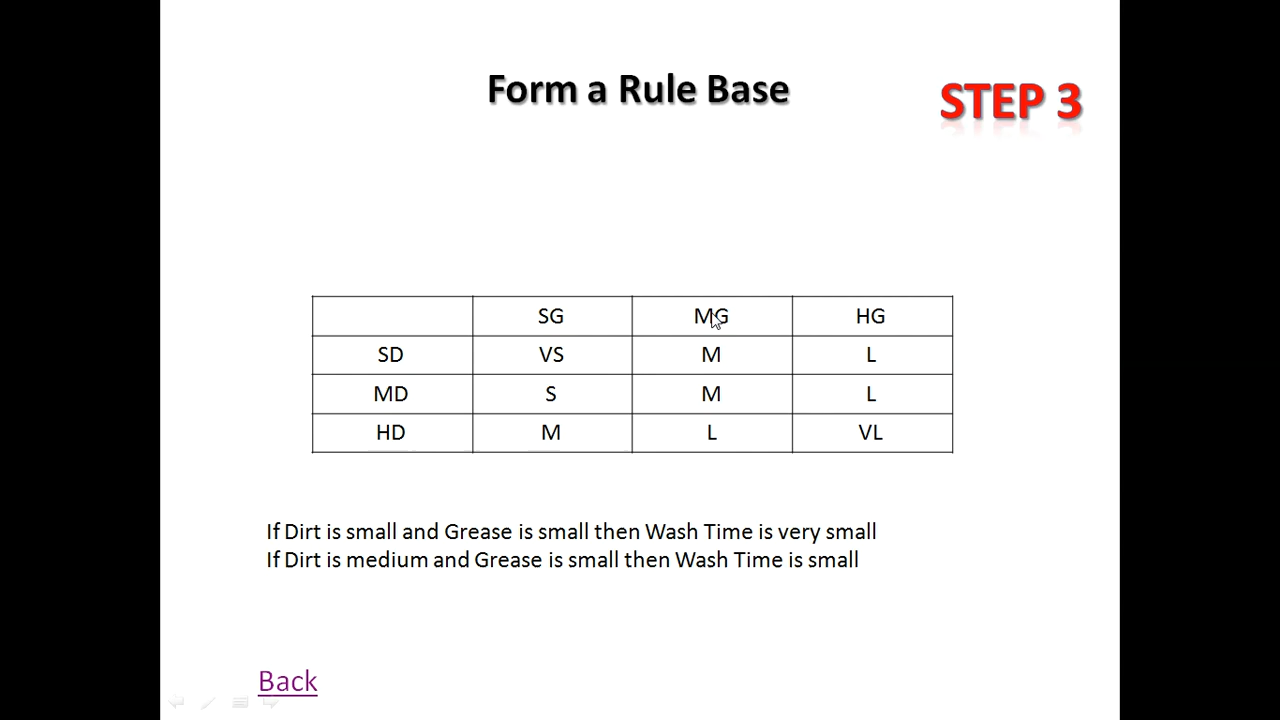 Form a Rule Base
STEP 3
SG MG HG
SD VS M L
MD S M L
HD M L VL
If Dirt is small and Grease is small then Wash Time is very small
If Dirt is medium and Grease is small then Wash Time is small
Back